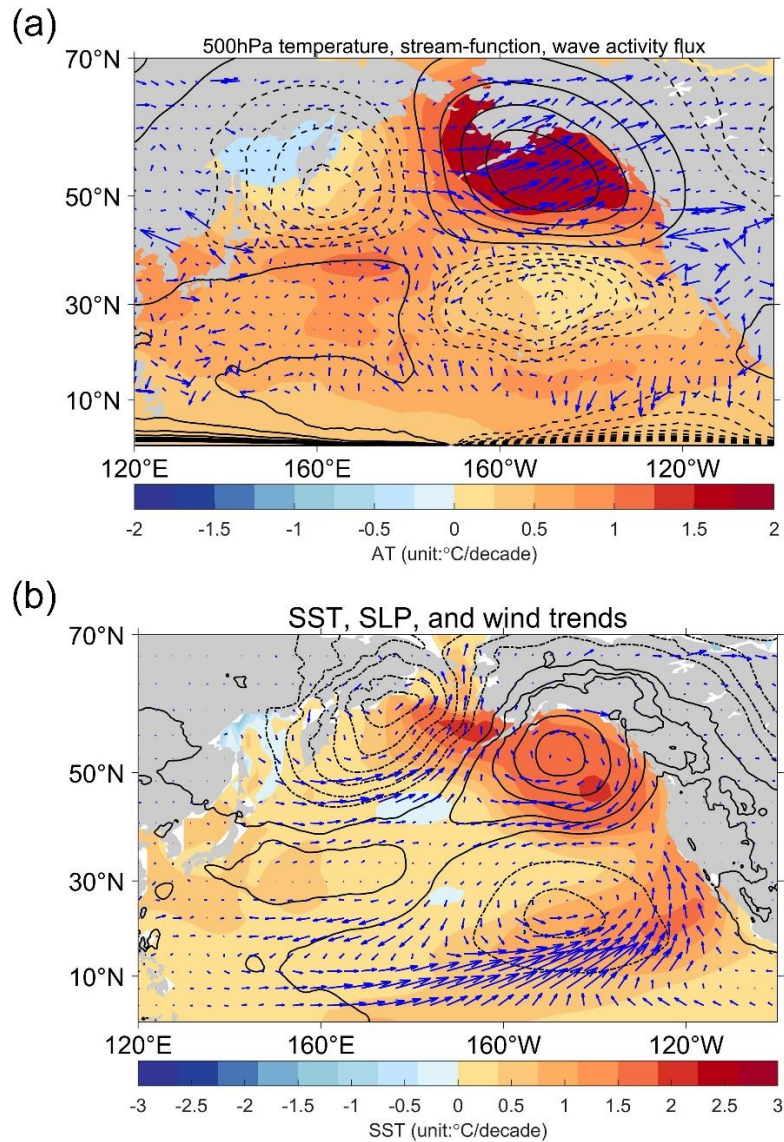 (a)
500hPa temperature, stream-function, wave activity flux
70°N
50°N
30°N
10°N
120°E 160°E 160°W 120°W
-2 -1.5 -1 -0.5 0 0.5 1 1.5 2
AT (unit:°C/decade)
(b)
SST, SLP, and wind trends
70°N
50°N
30°N
10°N
120°E 160°E 160°W 120°W
-3 -2.5 -2 -1.5 -1 -0.5 0 0.5 1 1.5 2 2.5 3
SST (unit:°C/decade)